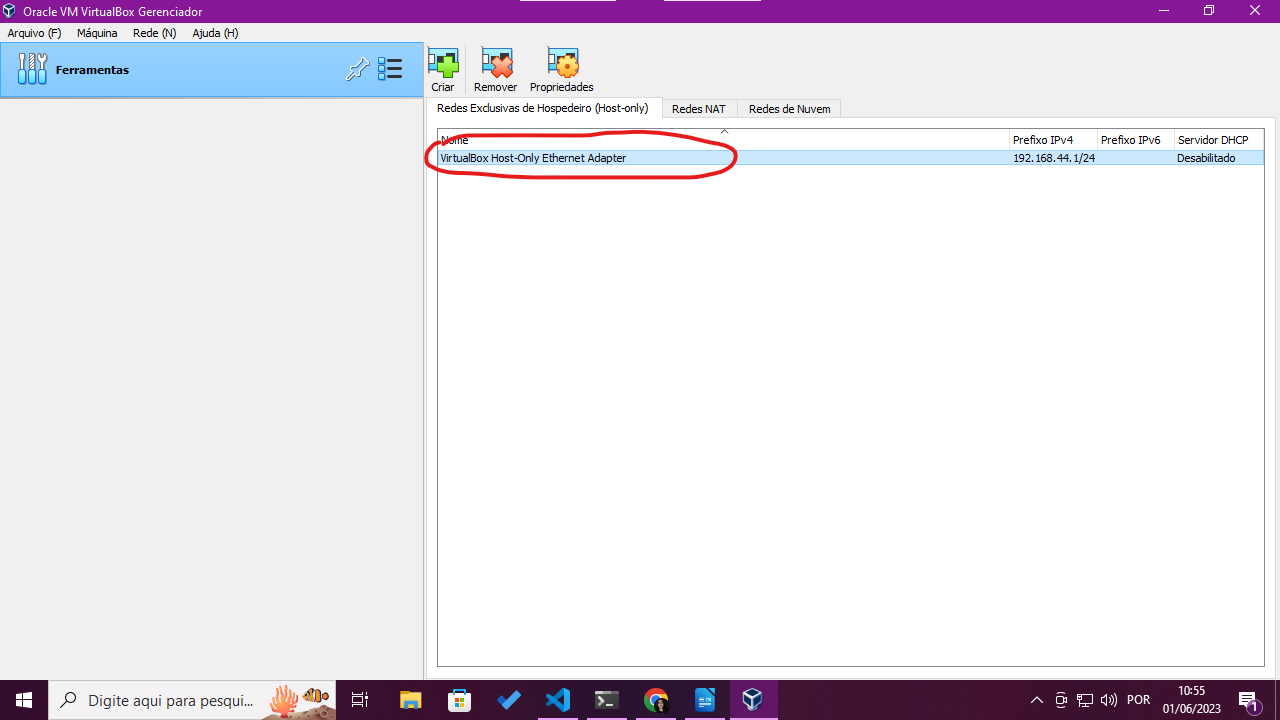 Oracle VM VirtualBox Gerenciador
Arquivo (F) Máquina Rede (N) Ajuda (H)
Ferramentas
Criar Remover Propriedades
Redes Exclusivas de Hospedeiro (Host-only) Redes NAT Redes de Nuvem
Nome Prefixo IPv4 Prefixo IPv6 Servidor DHCP
VirtualBox Host-Only Ethernet Adapter 192.168.44.1/24 Desabilitado
Digite aqui para pesqui...
POR
10:55
01/06/2023
1